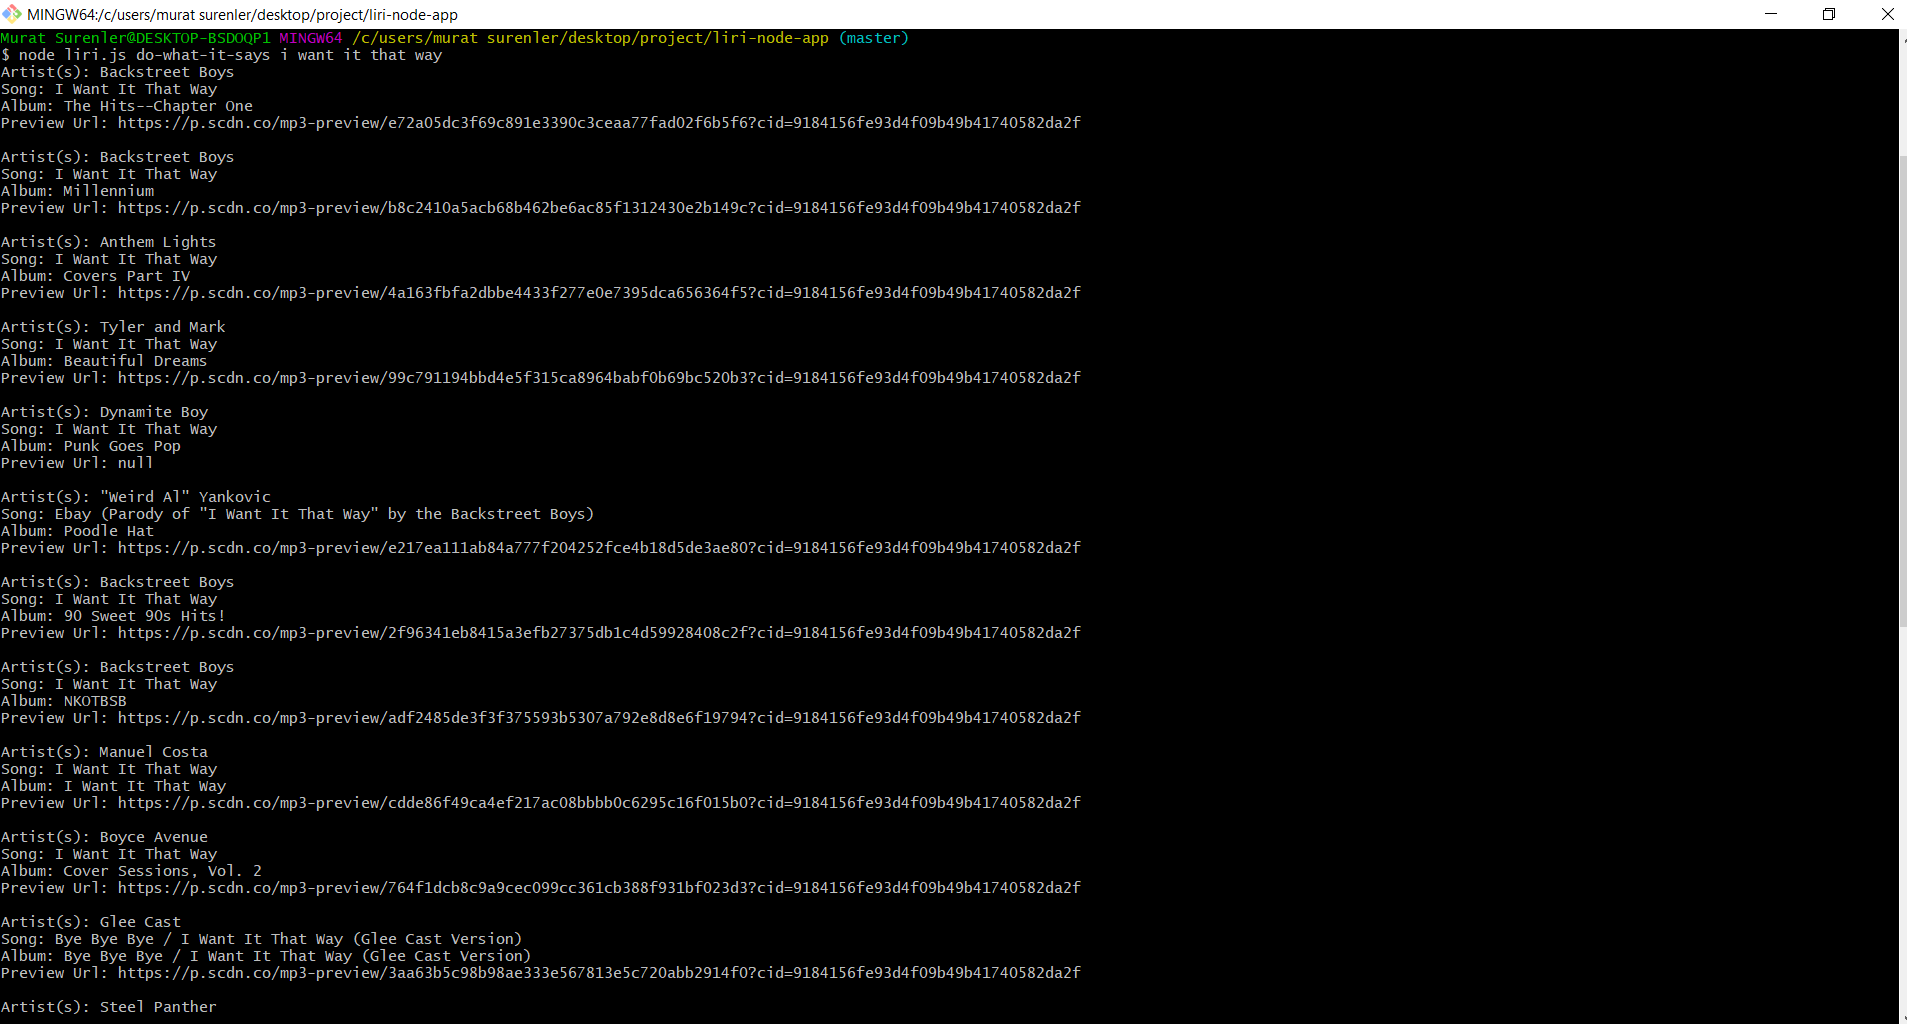 MINGW64:/c/users/murat surenler/desktop/project/liri-node-app
Murat Surenler@DESKTOP-BSDOQP1 MINGW64 /c/users/murat surenler/desktop/project/liri-node-app (master)
$ node liri.js do-what-it-says i want it that way
Artist(s): Backstreet Boys
Song: I Want It That Way
Album: The Hits--Chapter One
Preview Url: https://p.scdn.co/mp3-preview/e72a05dc3f69c891e3390c3ceaa77fad02f6b5f6?cid=9184156fe93d4f09b49b41740582da2f
Artist(s): Backstreet Boys
Song: I Want It That Way
Album: Millennium
Preview Url: https://p.scdn.co/mp3-preview/b8c2410a5acb68b462be6ac85f1312430e2b149c?cid=9184156fe93d4f09b49b41740582da2f
Artist(s): Anthem Lights
Song: I Want It That Way
Album: Covers Part IV
Preview Url: https://p.scdn.co/mp3-preview/4a163fbfa2dbbe4433f277e0e7395dca656364f5?cid=9184156fe93d4f09b49b41740582da2f
Artist(s): Tyler and Mark
Song: I Want It That Way
Album: Beautiful Dreams
Preview Url: https://p.scdn.co/mp3-preview/99c791194bbd4e5f315ca8964babf0b69bc520b3?cid=9184156fe93d4f09b49b41740582da2f
Artist(s): Dynamite Boy
Song: I Want It That Way
Album: Punk Goes Pop
Preview Url: null
Artist(s): "Weird Al" Yankovic
Song: Ebay (Parody of "I Want It That Way" by the Backstreet Boys)
Album: Poodle Hat
Preview Url: https://p.scdn.co/mp3-preview/e217ea111ab84a777f204252fce4b18d5de3ae80?cid=9184156fe93d4f09b49b41740582da2f
Artist(s): Backstreet Boys
Song: I Want It That Way
Album: 90 Sweet 90s Hits!
Preview Url: https://p.scdn.co/mp3-preview/2f96341eb8415a3efb27375db1c4d59928408c2f?cid=9184156fe93d4f09b49b41740582da2f
Artist(s): Backstreet Boys
Song: I Want It That Way
Album: NKOTBSB
Preview Url: https://p.scdn.co/mp3-preview/adf2485de3f3f375593b5307a792e8d8e6f19794?cid=9184156fe93d4f09b49b41740582da2f
Artist(s): Manuel Costa
Song: I Want It That Way
Album: I Want It That Way
Preview Url: https://p.scdn.co/mp3-preview/cdde86f49ca4ef217ac08bbbb0c6295c16f015b0?cid=9184156fe93d4f09b49b41740582da2f
Artist(s): Boyce Avenue
Song: I Want It That Way
Album: Cover Sessions, Vol. 2
Preview Url: https://p.scdn.co/mp3-preview/764f1dcb8c9a9cec099cc361cb388f931bf023d3?cid=9184156fe93d4f09b49b41740582da2f
Artist(s): Glee Cast
Song: Bye Bye Bye / I Want It That Way (Glee Cast Version)
Album: Bye Bye Bye / I Want It That Way (Glee Cast Version)
Preview Url: https://p.scdn.co/mp3-preview/3aa63b5c98b98ae333e567813e5c720abb2914f0?cid=9184156fe93d4f09b49b41740582da2f
Artist(s): Steel Panther